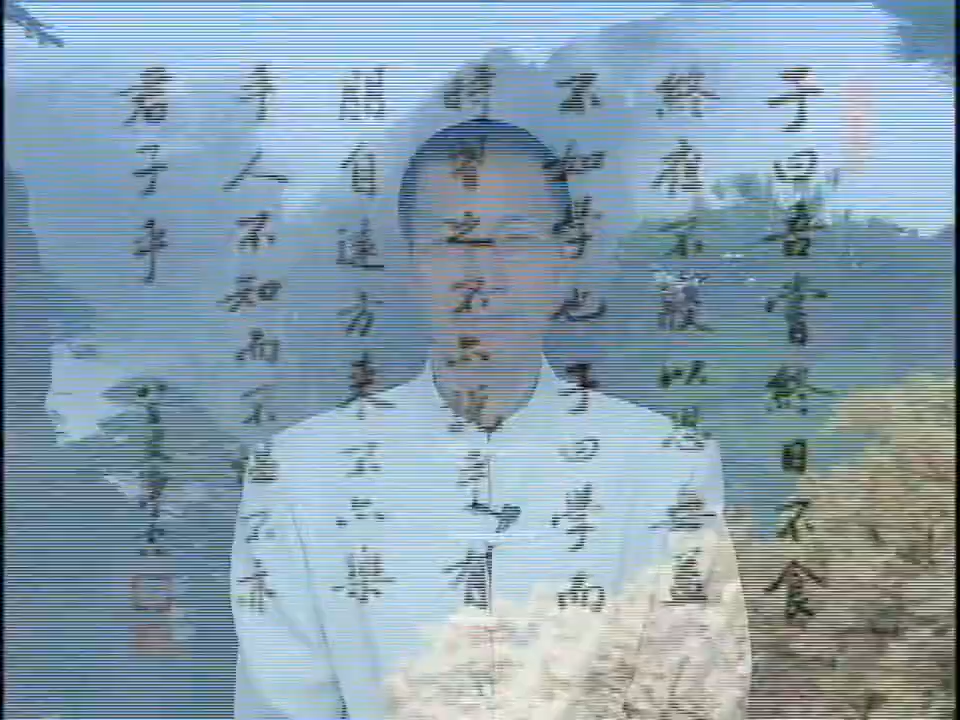 子曰吾嘗終日不食
終夜不寢以思無益
不如學也子曰學而
時習之不亦說乎有
朋自遠方來不亦樂
乎人不知而不慍不亦
君子乎